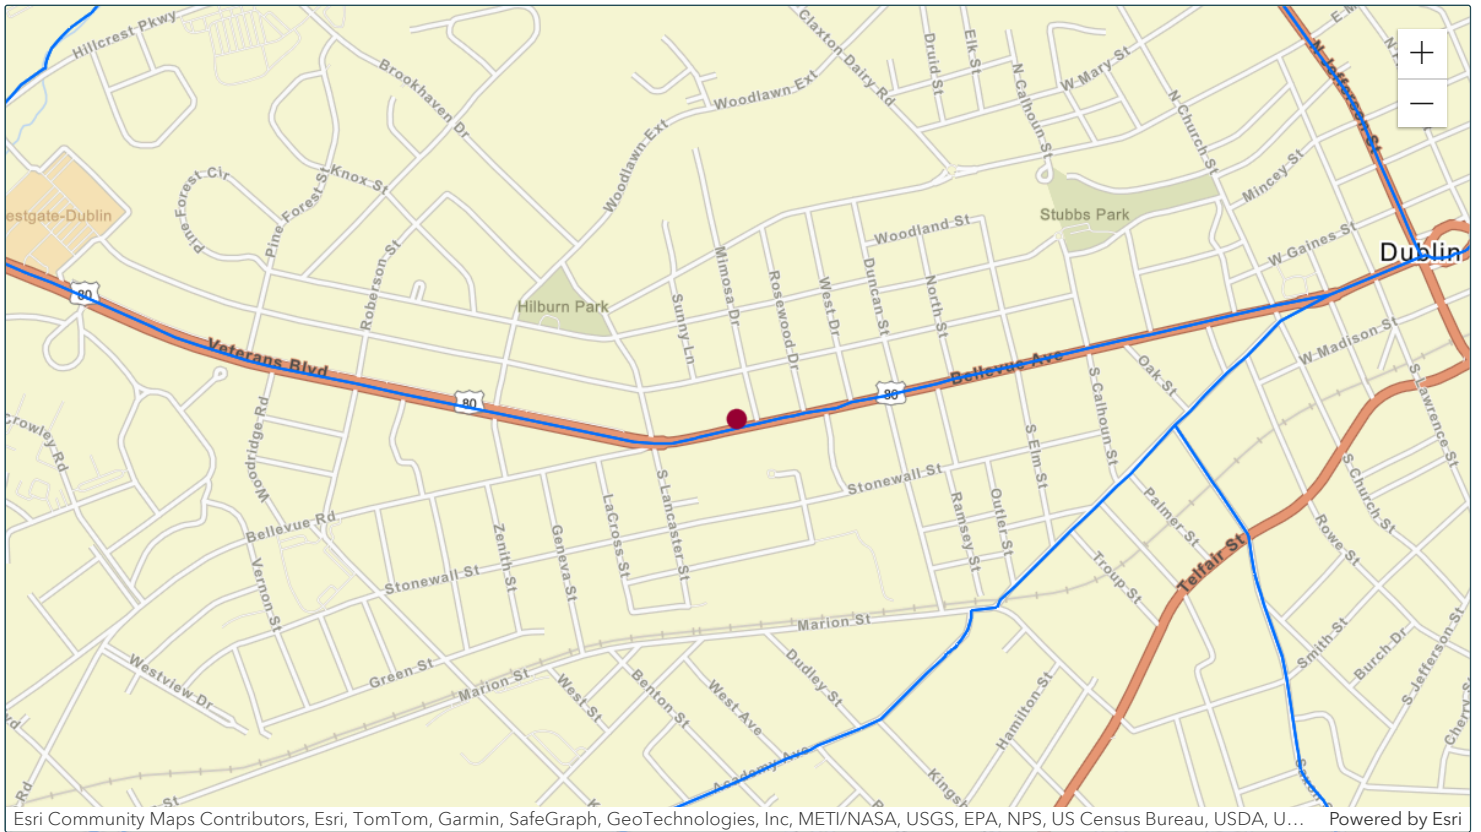 Hillcrest Pkwy
Brookhaven Dr
Claxton Dairy Rd
Druid St
Elk St
N Calhoun St
W Mary St
N Church St
N Jefferson St
Woodlawn Ext
Woodlawn Ext
Mincey St
Knox St
Pine Forest Cir
Pine Forest St
estgate-Dublin
Stubbs Park
Woodland St
W Gaines St
Dublin
Roberson St
Mimosa Dr
Rosewood Dr
West Dr
Duncan St
North St
Sunny Ln
Hilburn Park
80
Veterans Blvd
80
80
Bellevue Ave
Oak St
W Madison St
S Lawrence St
S Calhoun St
S Elm St
Crowley Rd
Woodridge Rd
Bellevue Rd
S Lancaster St
LaCross St
Geneva St
Zenith St
Stonewall St
Stonewall St
Ramsey St
Outler St
Palmer St
Troup St
Telfair St
S Church St
Rowe St
Vernon St
Marion St
Marion St
Green St
Westview Dr
West St
Benton St
West Ave
Dudley St
Hamilton St
Smith St
Burch Dr
S Jefferson St
Academy Ave
Rd
St
+
−
Esri Community Maps Contributors, Esri, TomTom, Garmin, SafeGraph, GeoTechnologies, Inc, METI/NASA, USGS, EPA, NPS, US Census Bureau, USDA, U... Powered by Esri